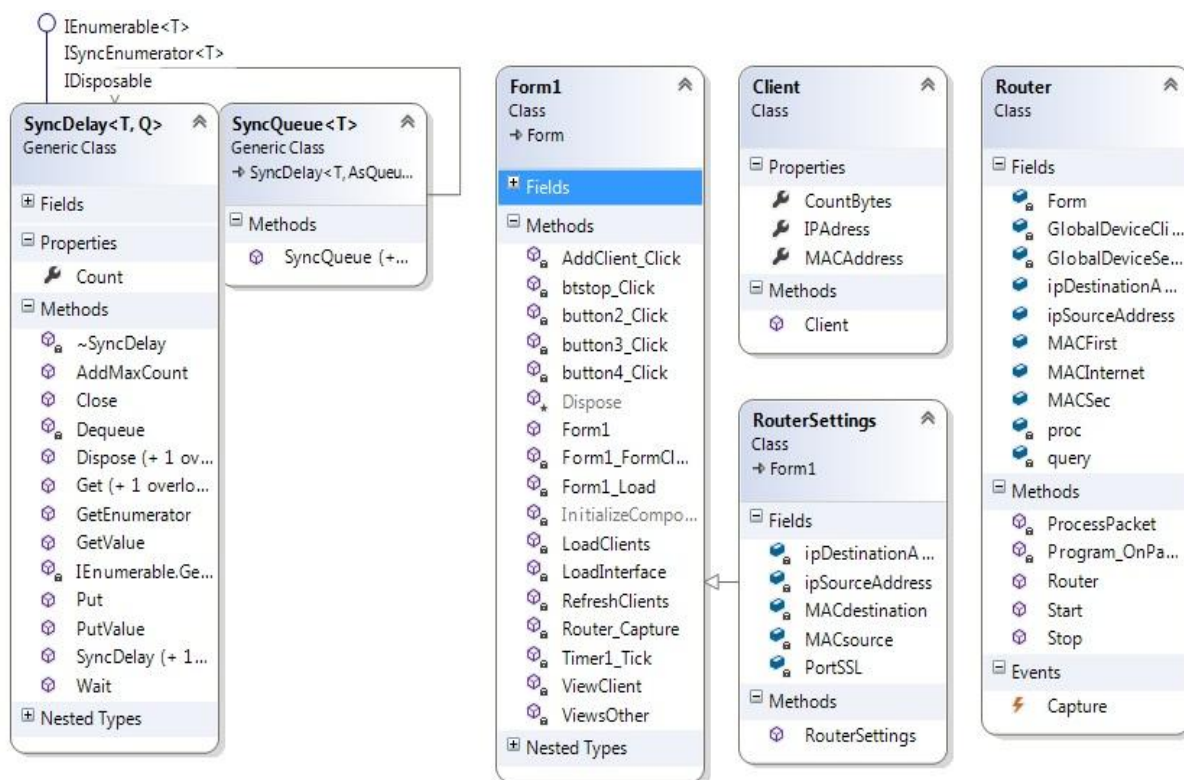 IEnumerable<T>
ISyncEnumerator<T>
IDisposable
SyncDelay<T, Q>
Generic Class
Fields
Properties
Count
Methods
~SyncDelay
AddMaxCount
Close
Dequeue
Dispose (+ 1 ov...
Get (+ 1 overlo...
GetEnumerator
GetValue
IEnumerable.Ge...
Put
PutValue
SyncDelay (+ 1...
Wait
Nested Types
SyncQueue<T>
Generic Class
SyncDelay<T, AsQueu...
Methods
SyncQueue (+...
Form1
Class
Form
Fields
Methods
AddClient_Click
btstop_Click
button2_Click
button3_Click
button4_Click
Dispose
Form1
Form1_FormCl...
Form1_Load
InitializeCompo...
LoadClients
LoadInterface
RefreshClients
Router_Capture
Timer1_Tick
ViewClient
ViewsOther
Nested Types
Client
Class
Properties
CountBytes
IPAdress
MACAddress
Methods
Client
RouterSettings
Class
Form1
Fields
ipDestinationA...
ipSourceAddress
MACdestination
MACsource
PortSSL
Methods
RouterSettings
Router
Class
Fields
Form
GlobalDeviceCli...
GlobalDeviceSe...
ipDestinationA...
ipSourceAddress
MACFirst
MACInternet
MACSec
proc
query
Methods
ProcessPacket
Program_OnPa...
Router
Start
Stop
Events
Capture